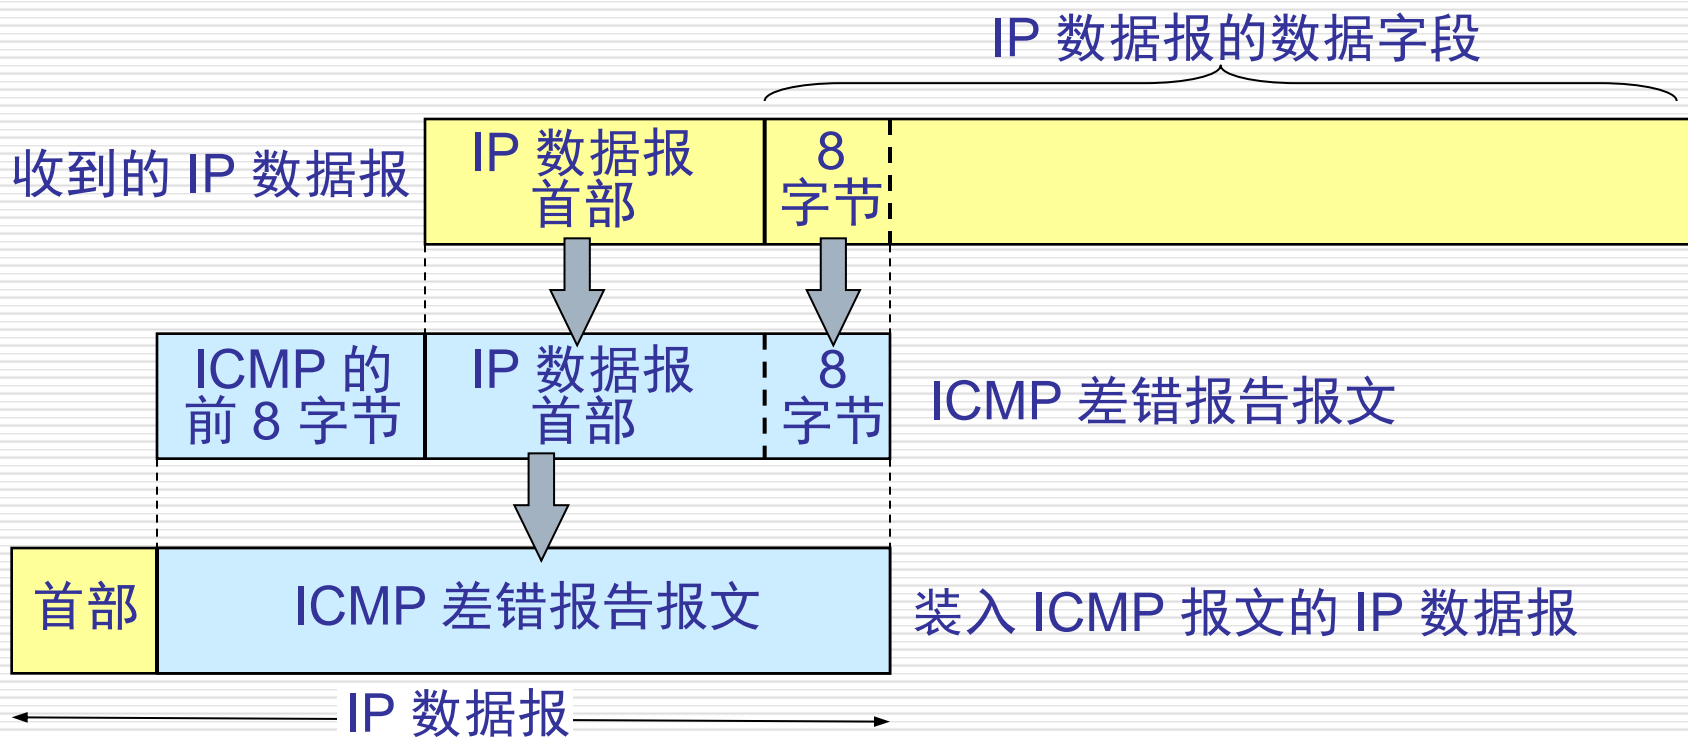 IP 数据报的数据字段
收到的 IP 数据报
IP 数据报
首部
8
字节
ICMP 的
前 8 字节
IP 数据报
首部
8
字节
ICMP 差错报告报文
首部
ICMP 差错报告报文
装入 ICMP 报文的 IP 数据报
IP 数据报